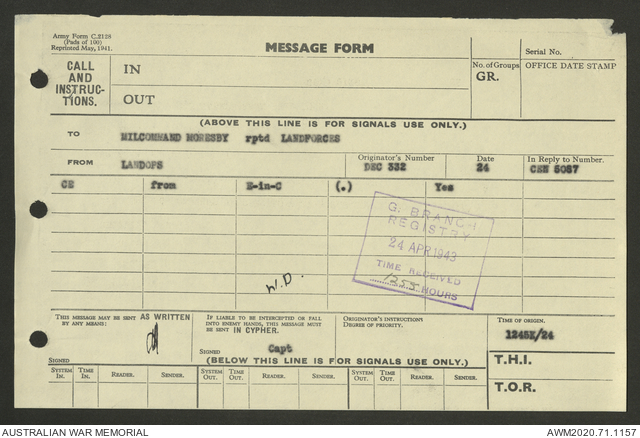 Army Form C.2128
(Pads of 100)
Reprinted May, 1941.
MESSAGE FORM
Serial No.
CALL AND INSTRUC-TIONS.
IN
OUT
No. of Groups
GR.
OFFICE DATE STAMP
(ABOVE THIS LINE IS FOR SIGNALS USE ONLY.)
TO
MILCOMMAND MORESBY rptd LANDFORCES
FROM
LANDOPS
Originator's Number
DEC 332
Date
24
In Reply to Number.
CEN 5087
CE from E-in-C (.) Yes
G. BRANCH
REGISTRY
24 APR 1943
TIME RECEIVED
1255 HOURS
W.D.
THIS MESSAGE MAY BE SENT AS WRITTEN
BY ANY MEANS:
SIGNED
IF LIABLE TO BE INTERCEPTED OR FALL
INTO ENEMY HANDS, THIS MESSAGE MUST
BE SENT IN CYPHER.
SIGNED
Capt
ORIGINATOR'S INSTRUCTIONS
DEGREE OF PRIORITY.
TIME OF ORIGIN.
1245K/24
(BELOW THIS LINE IS FOR SIGNALS USE ONLY.)
T.H.I.
T.O.R.
SYSTEM IN. TIME IN. READER. SENDER. SYSTEM OUT. TIME OUT. READER. SENDER. SYSTEM OUT. TIME OUT. READER. SENDER.
AUSTRALIAN WAR MEMORIAL
AWM2020.71.1157